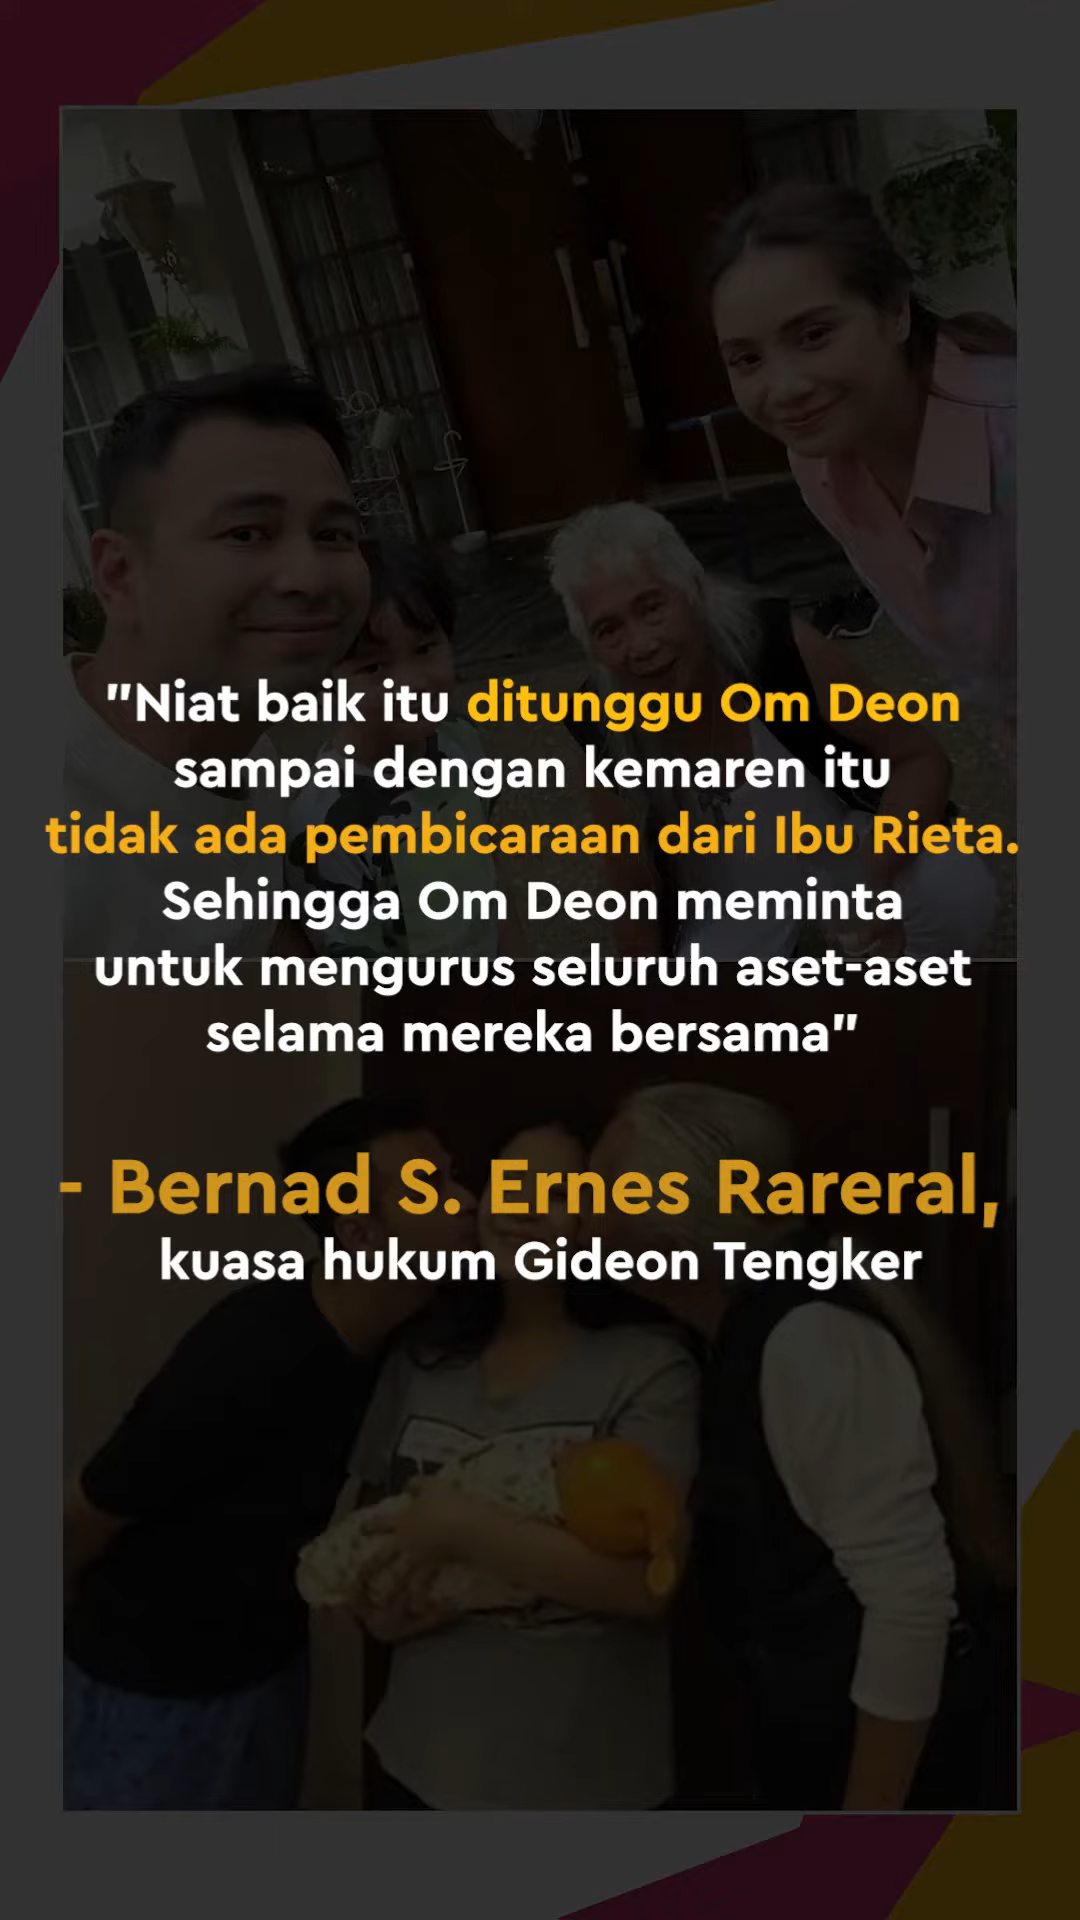 "Niat baik itu ditunggu Om Deon
sampai dengan kemaren itu
tidak ada pembicaraan dari Ibu Rieta.
Sehingga Om Deon meminta
untuk mengurus seluruh aset-aset
selama mereka bersama"
- Bernad S. Ernes Rareral,
kuasa hukum Gideon Tengker